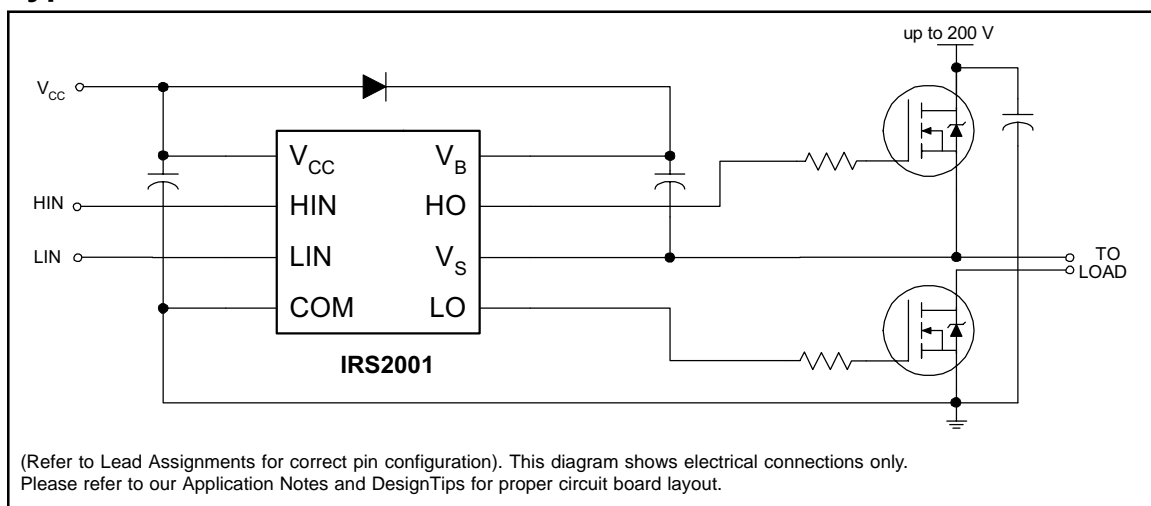 up to 200 V
VCC
VCC
VB
HIN
HIN
HO
LIN
LIN
VS
TO
LOAD
COM
LO
IRS2001
(Refer to Lead Assignments for correct pin configuration). This diagram shows electrical connections only.
Please refer to our Application Notes and DesignTips for proper circuit board layout.